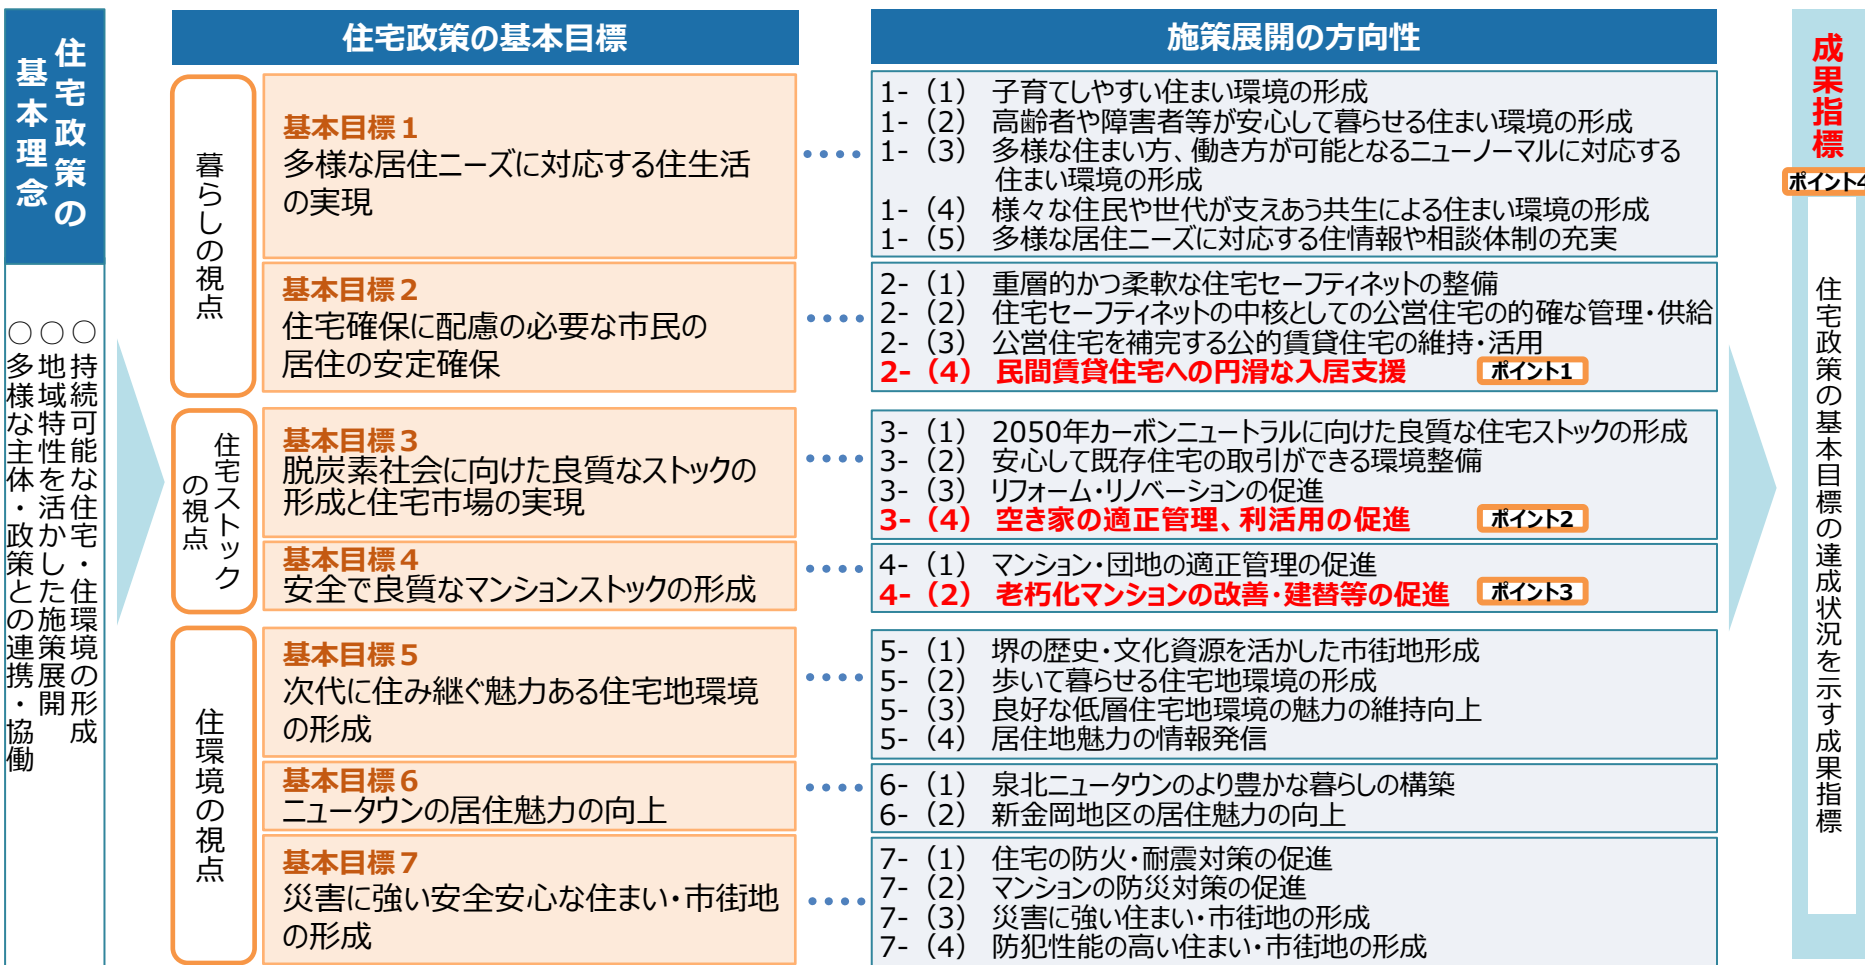 住宅政策の
基本理念
○持続可能な住宅・住環境の形成
○地域特性を活かした施策展開
○多様な主体・政策との連携・協働
住宅政策の基本目標
暮らしの視点
基本目標1
多様な居住ニーズに対応する住生活
の実現
基本目標2
住宅確保に配慮の必要な市民の
居住の安定確保
住宅ストック
の視点
基本目標3
脱炭素社会に向けた良質なストックの
形成と住宅市場の実現
基本目標4
安全で良質なマンションストックの形成
住環境の視点
基本目標5
次代に住み継ぐ魅力ある住宅地環境
の形成
基本目標6
ニュータウンの居住魅力の向上
基本目標7
災害に強い安全安心な住まい・市街地
の形成
施策展開の方向性
1-（1） 子育てしやすい住まい環境の形成
1-（2） 高齢者や障害者等が安心して暮らせる住まい環境の形成
1-（3） 多様な住まい方、働き方が可能となるニューノーマルに対応する
住まい環境の形成
1-（4） 様々な住民や世代が支えあう共生による住まい環境の形成
1-（5） 多様な居住ニーズに対応する住情報や相談体制の充実
2-（1） 重層的かつ柔軟な住宅セーフティネットの整備
2-（2） 住宅セーフティネットの中核としての公営住宅の的確な管理・供給
2-（3） 公営住宅を補完する公的賃貸住宅の維持・活用
2-（4） 民間賃貸住宅への円滑な入居支援 ポイント1
3-（1） 2050年カーボンニュートラルに向けた良質な住宅ストックの形成
3-（2） 安心して既存住宅の取引ができる環境整備
3-（3） リフォーム・リノベーションの促進
3-（4） 空き家の適正管理、利活用の促進 ポイント2
4-（1） マンション・団地の適正管理の促進
4-（2） 老朽化マンションの改善・建替等の促進 ポイント3
5-（1） 堺の歴史・文化資源を活かした市街地形成
5-（2） 歩いて暮らせる住宅地環境の形成
5-（3） 良好な低層住宅地環境の魅力の維持向上
5-（4） 居住地魅力の情報発信
6-（1） 泉北ニュータウンのより豊かな暮らしの構築
6-（2） 新金岡地区の居住魅力の向上
7-（1） 住宅の防火・耐震対策の促進
7-（2） マンションの防災対策の促進
7-（3） 災害に強い住まい・市街地の形成
7-（4） 防犯性能の高い住まい・市街地の形成
成果指標
ポイント4
住宅政策の基本目標の達成状況を示す成果指標